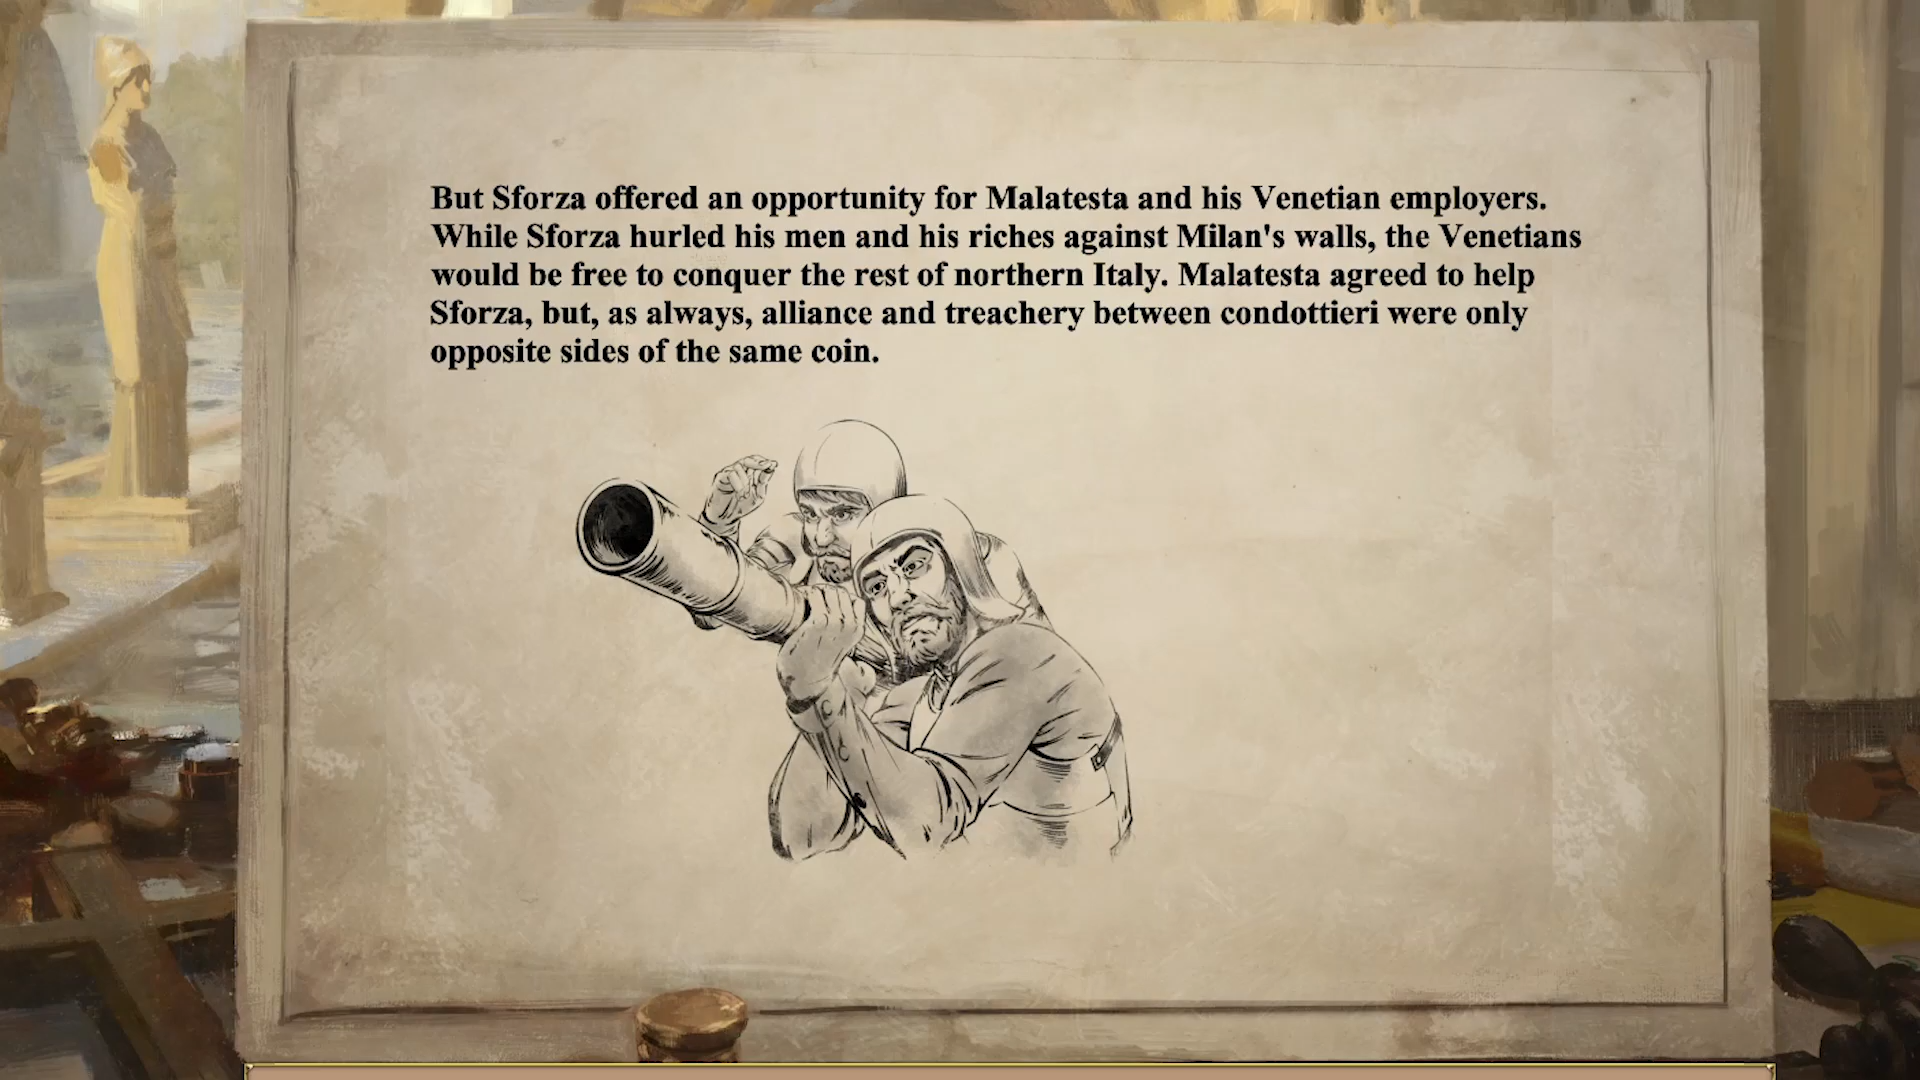 But Sforza offered an opportunity for Malatesta and his Venetian employers.
While Sforza hurled his men and his riches against Milan's walls, the Venetians
would be free to conquer the rest of northern Italy. Malatesta agreed to help
Sforza, but, as always, alliance and treachery between condottieri were only
opposite sides of the same coin.